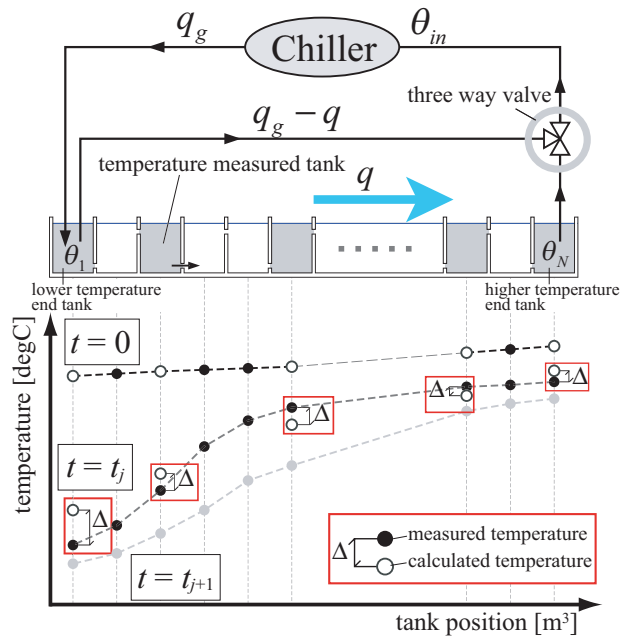 q_g
Chiller
θ_in
three way valve
q_g − q
temperature measured tank
q
θ_1
θ_N
lower temperature
end tank
higher temperature
end tank
temperature [degC]
t = 0
Δ
Δ
Δ
t = t_j
Δ
Δ
measured temperature
Δ
calculated temperature
t = t_{j+1}
tank position [m³]